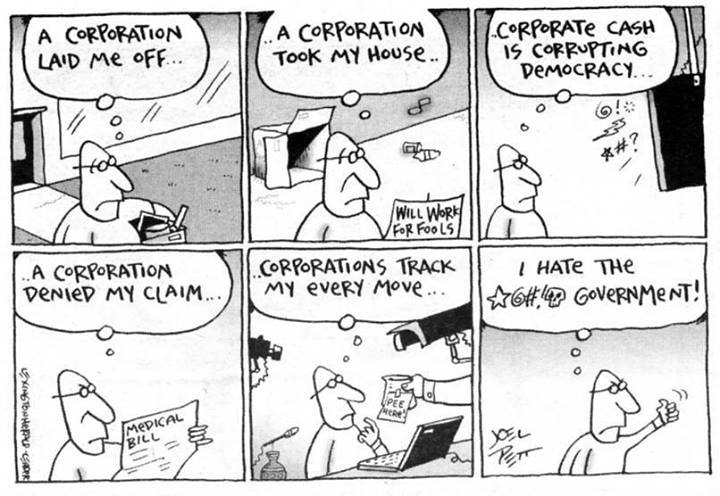 A CORPORATION
LAID Me OFF...
..A CORPORATION
TOOK MY HOUSE..
WILL WORK
FOR FOOLS
..CORPORATE CASH
IS CORRUPTING
DEMOCRACY...
@!*
*#?
..A CORPORATION
DENIED MY CLAIM...
MEDICAL
BILL
..CORPORATIONS TRACK
MY eVeRY MOVE...
PEE
HERE!
I HATE THE
☆@#!☠ GOVERNMENT!
JOEL
PETT